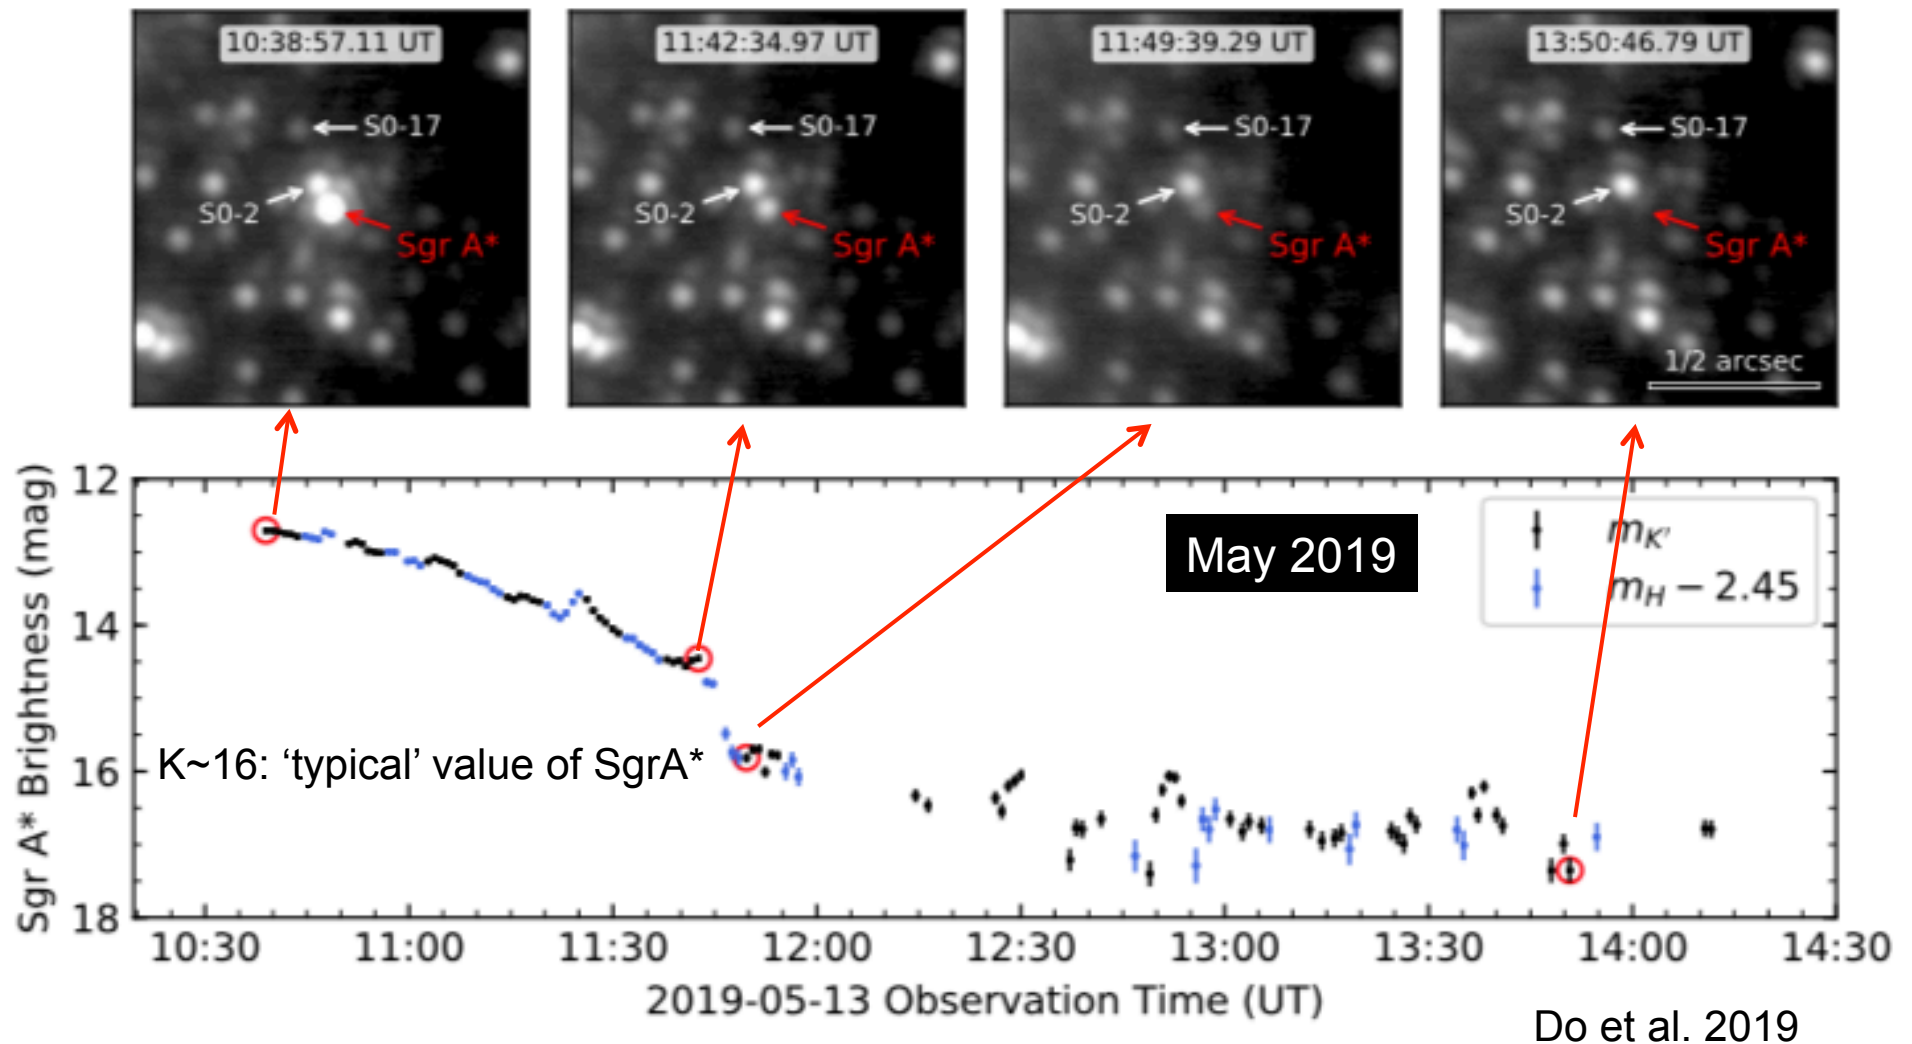 10:38:57.11 UT
11:42:34.97 UT
11:49:39.29 UT
13:50:46.79 UT
S0-17
S0-17
S0-17
S0-17
S0-2
S0-2
S0-2
S0-2
Sgr A*
Sgr A*
Sgr A*
Sgr A*
1/2 arcsec
Sgr A* Brightness (mag)
12
14
16
18
May 2019
m_K'
m_H − 2.45
K~16: ‘typical’ value of SgrA*
10:30
11:00
11:30
12:00
12:30
13:00
13:30
14:00
14:30
2019-05-13 Observation Time (UT)
Do et al. 2019